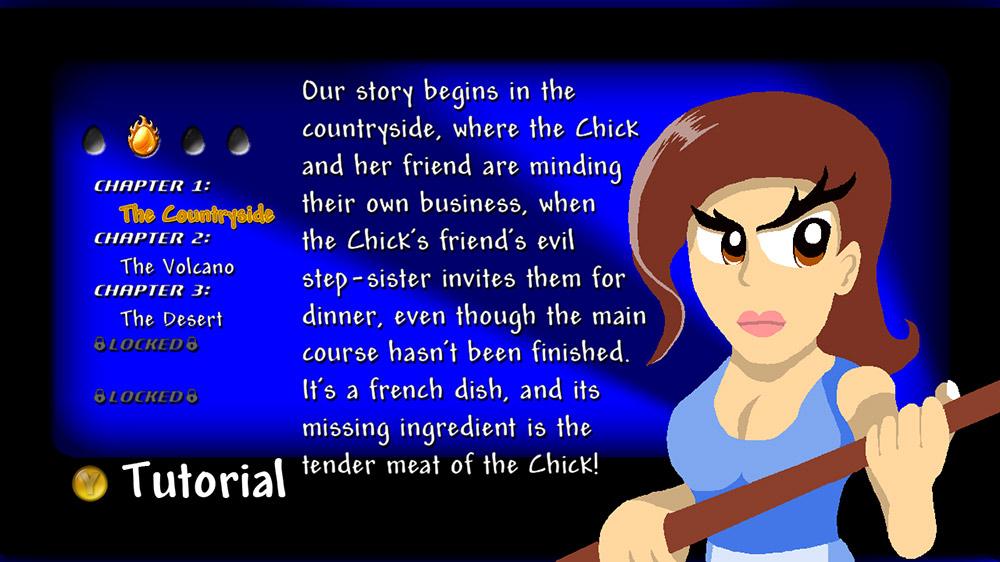 CHAPTER 1:
The Countryside
CHAPTER 2:
The Volcano
CHAPTER 3:
The Desert
LOCKED
LOCKED
Our story begins in the
countryside, where the Chick
and her friend are minding
their own business, when
the Chick's friend's evil
step-sister invites them for
dinner, even though the main
course hasn't been finished.
It's a french dish, and its
missing ingredient is the
tender meat of the Chick!
Y Tutorial